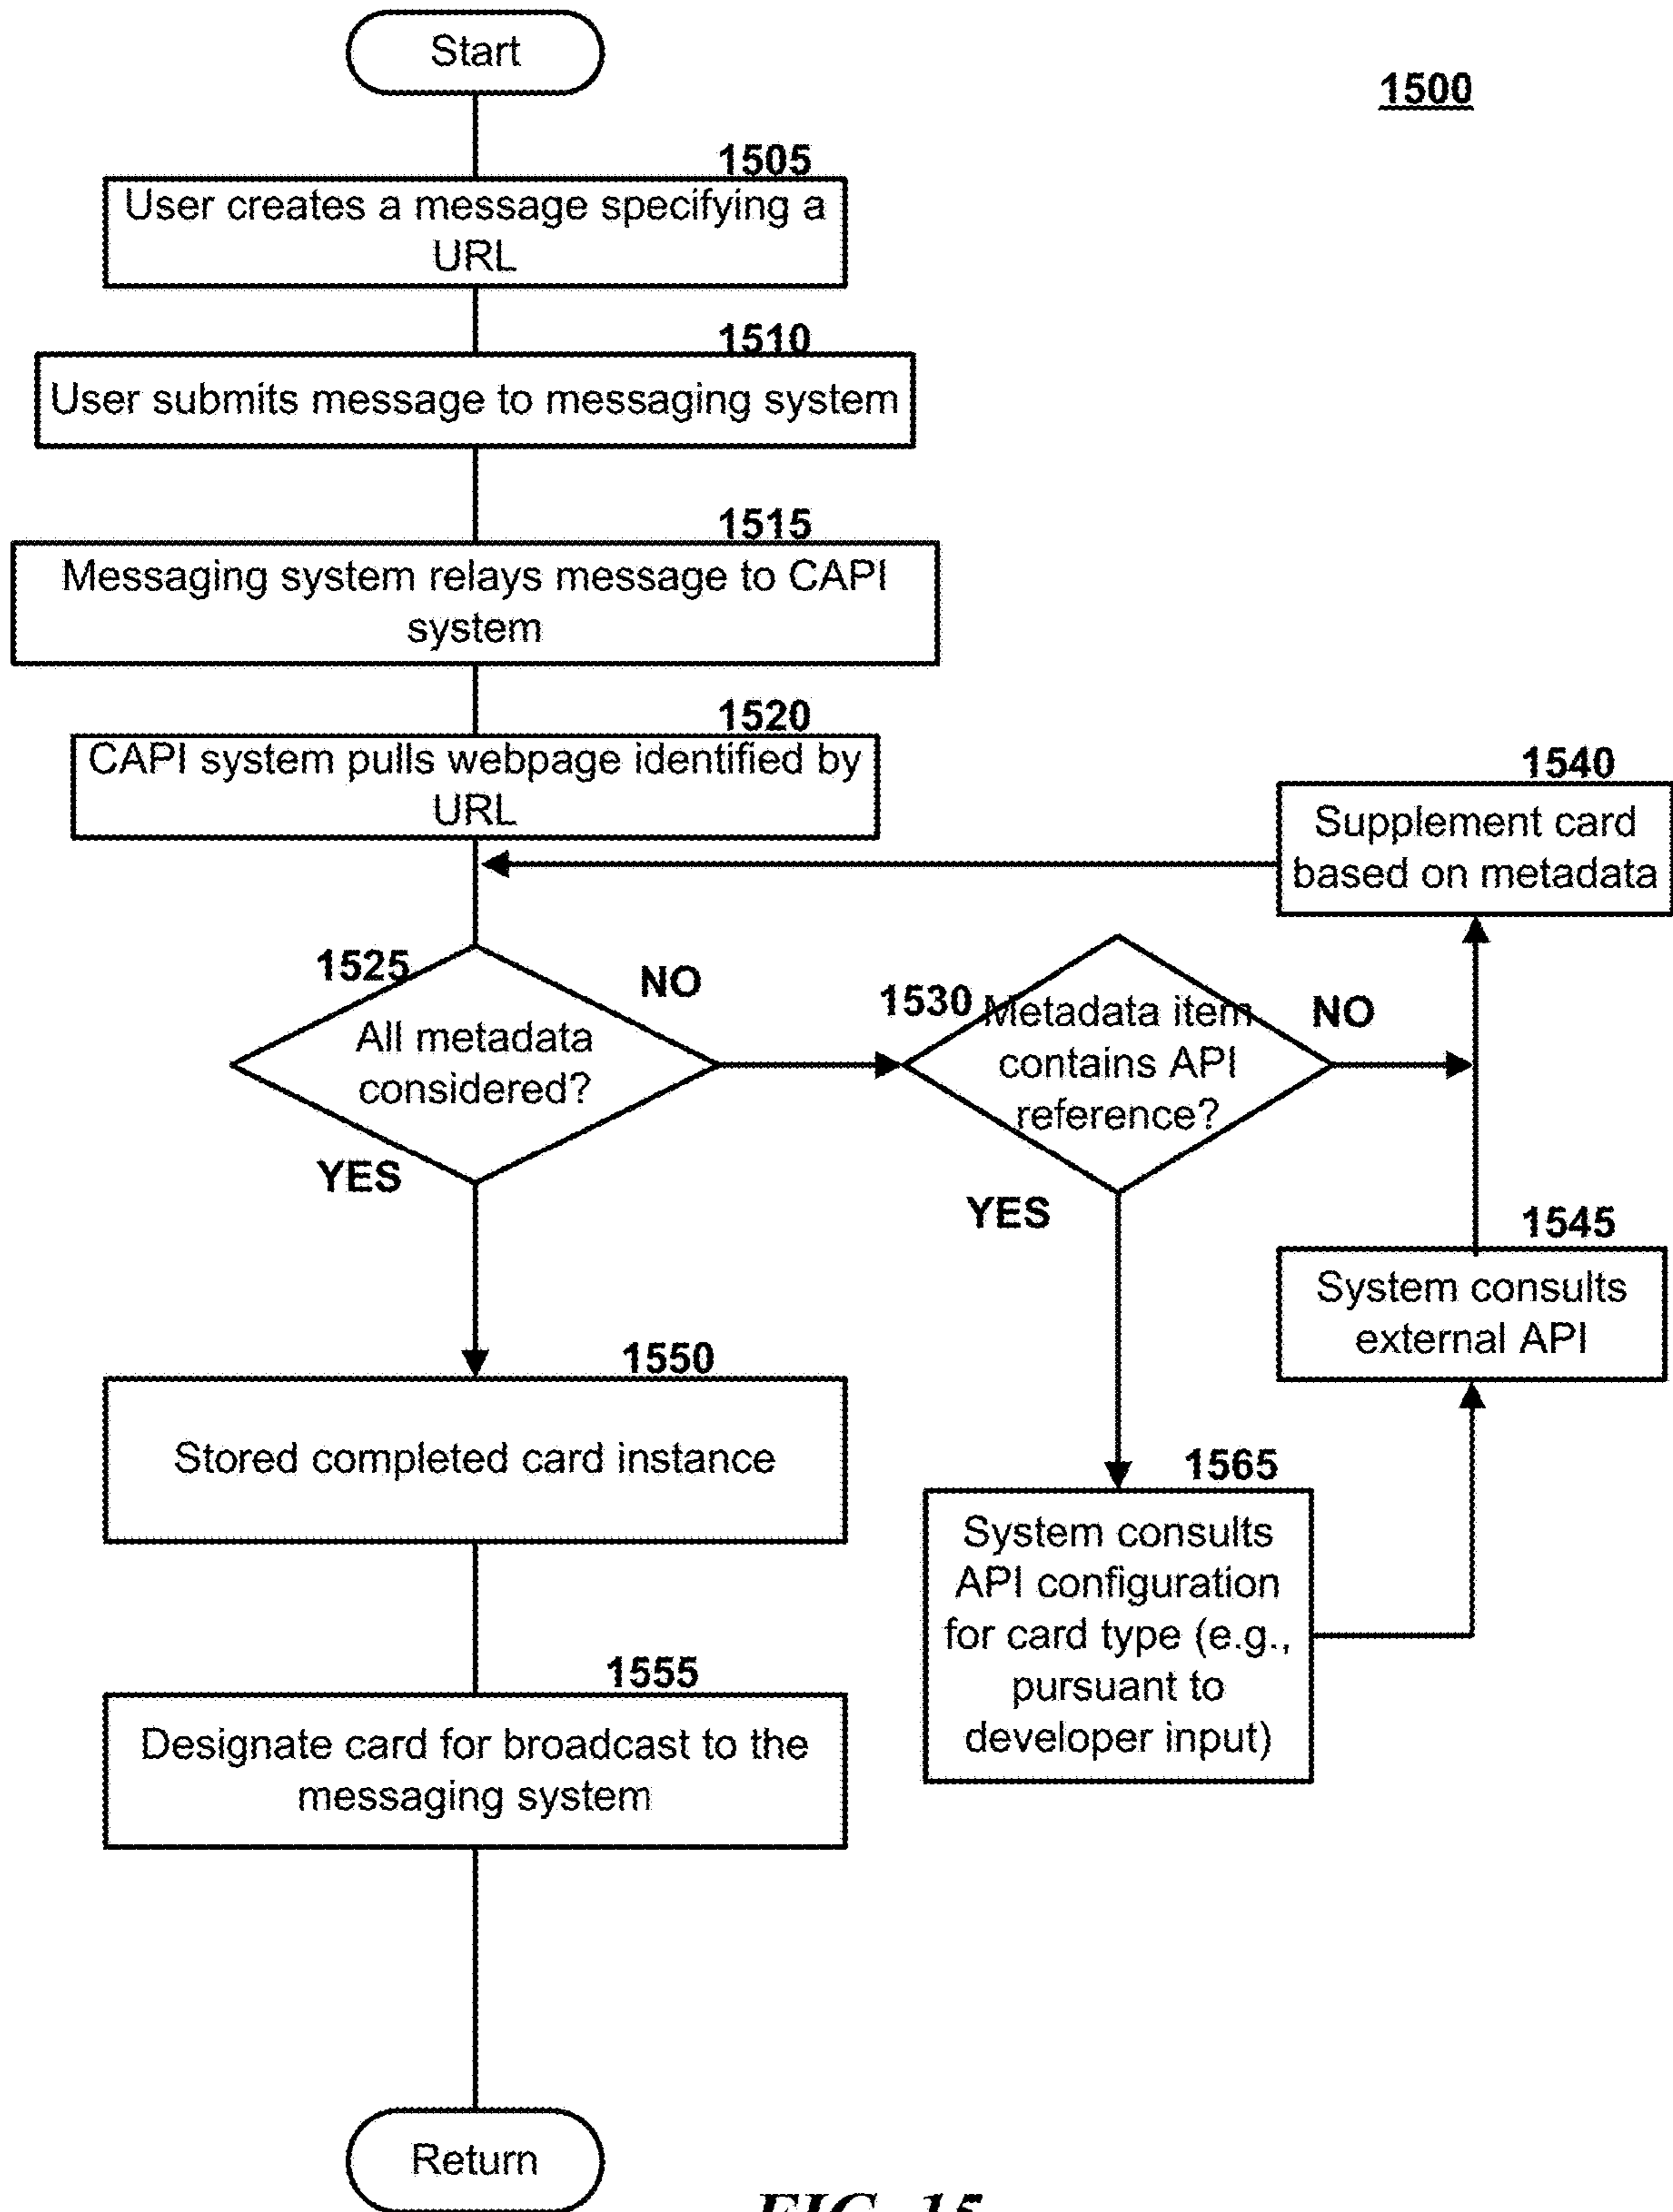 Start
1500
1505
User creates a message specifying a
URL
1510
User submits message to messaging system
1515
Messaging system relays message to CAPI
system
1520
CAPI system pulls webpage identified by
URL
1540
Supplement card
based on metadata
1525
All metadata
considered?
NO
YES
1530
Metadata item
contains API
reference?
NO
YES
1545
System consults
external API
1550
Stored completed card instance
1565
System consults
API configuration
for card type (e.g.,
pursuant to
developer input)
1555
Designate card for broadcast to the
messaging system
Return
FIG. 15